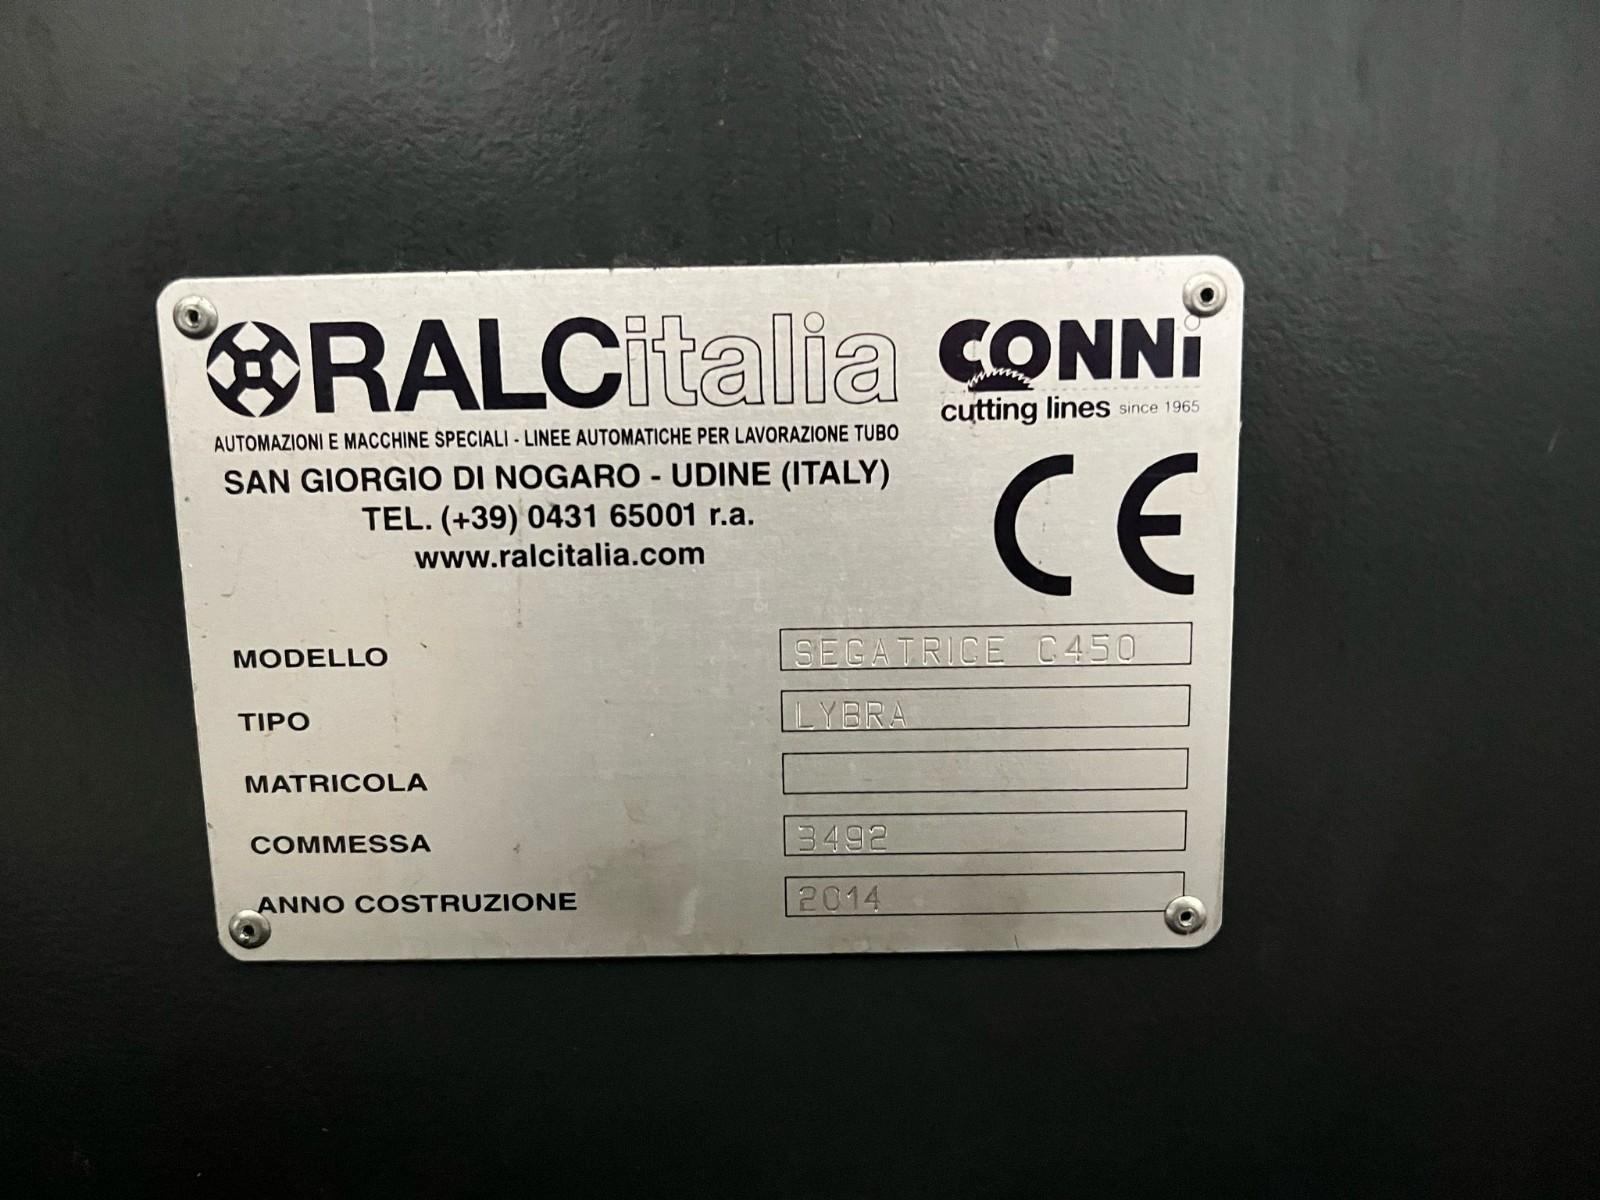 RALCitalia
CONNi
cutting lines since 1965
AUTOMAZIONI E MACCHINE SPECIALI - LINEE AUTOMATICHE PER LAVORAZIONE TUBO
SAN GIORGIO DI NOGARO - UDINE (ITALY)
TEL. (+39) 0431 65001 r.a.
www.ralcitalia.com
CE
MODELLO SEGATRICE C450
TIPO LYBRA
MATRICOLA
COMMESSA 3492
ANNO COSTRUZIONE 2014